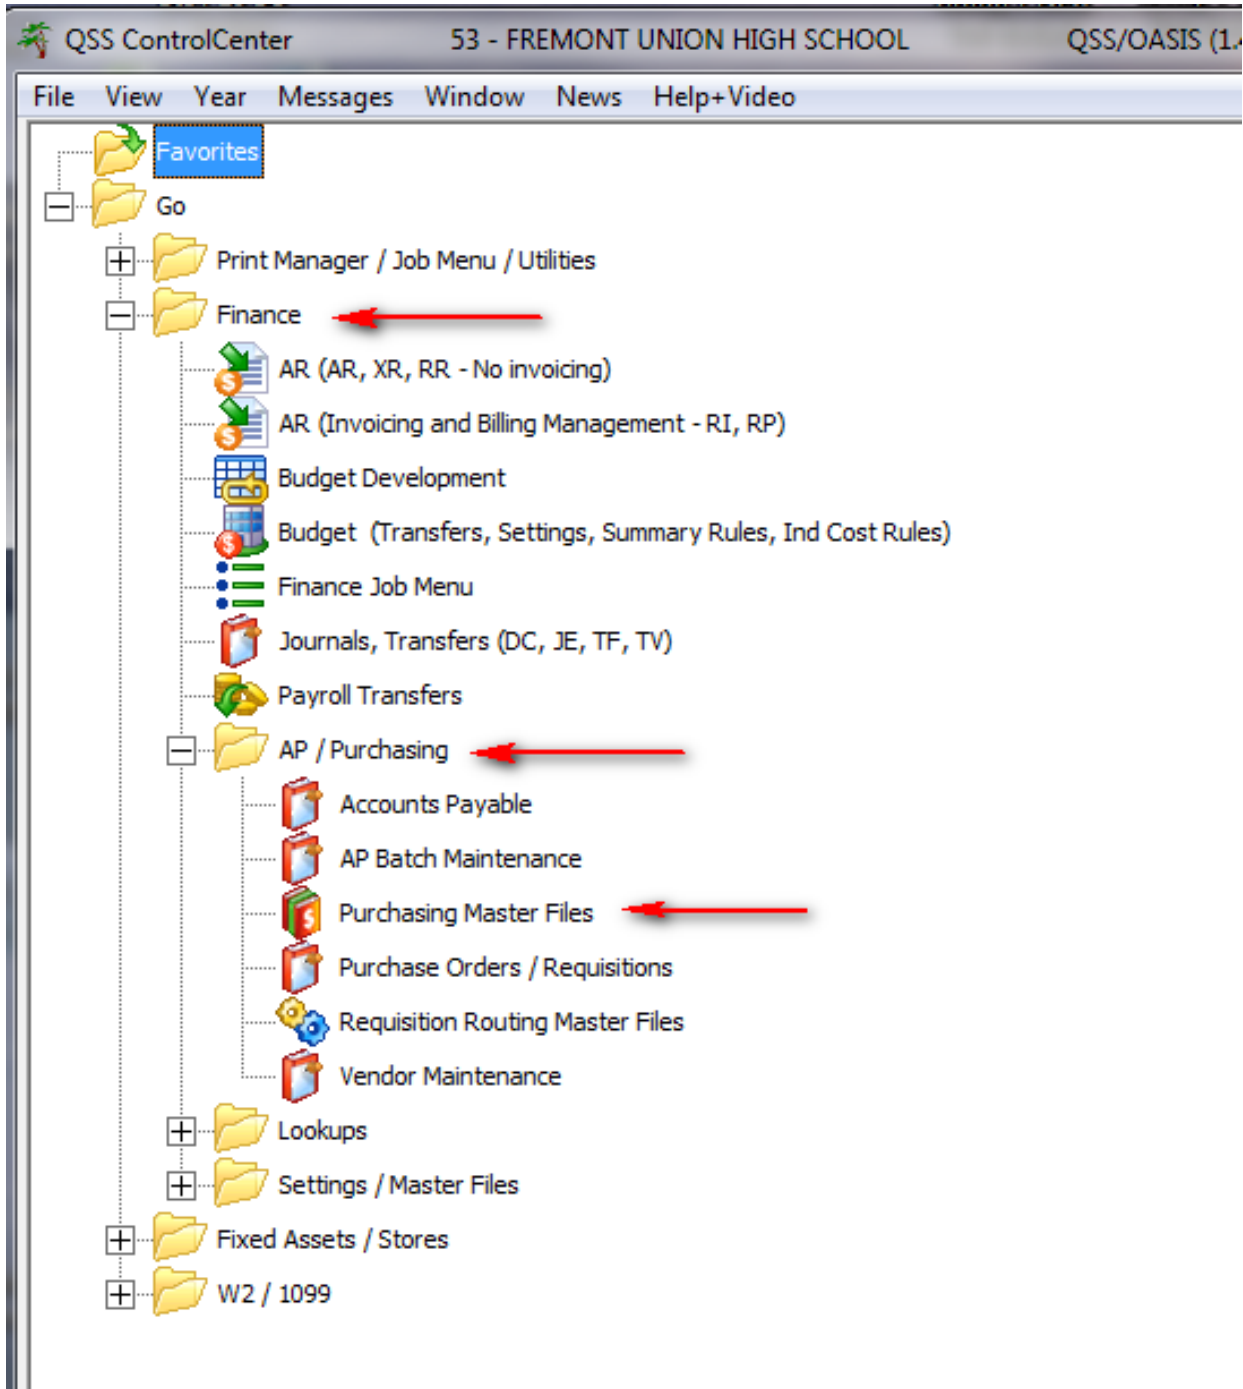 QSS ControlCenter 53 - FREMONT UNION HIGH SCHOOL QSS/OASIS (1.4
File View Year Messages Window News Help+Video
Favorites
Go
Print Manager / Job Menu / Utilities
Finance
AR (AR, XR, RR - No invoicing)
AR (Invoicing and Billing Management - RI, RP)
Budget Development
Budget (Transfers, Settings, Summary Rules, Ind Cost Rules)
Finance Job Menu
Journals, Transfers (DC, JE, TF, TV)
Payroll Transfers
AP / Purchasing
Accounts Payable
AP Batch Maintenance
Purchasing Master Files
Purchase Orders / Requisitions
Requisition Routing Master Files
Vendor Maintenance
Lookups
Settings / Master Files
Fixed Assets / Stores
W2 / 1099